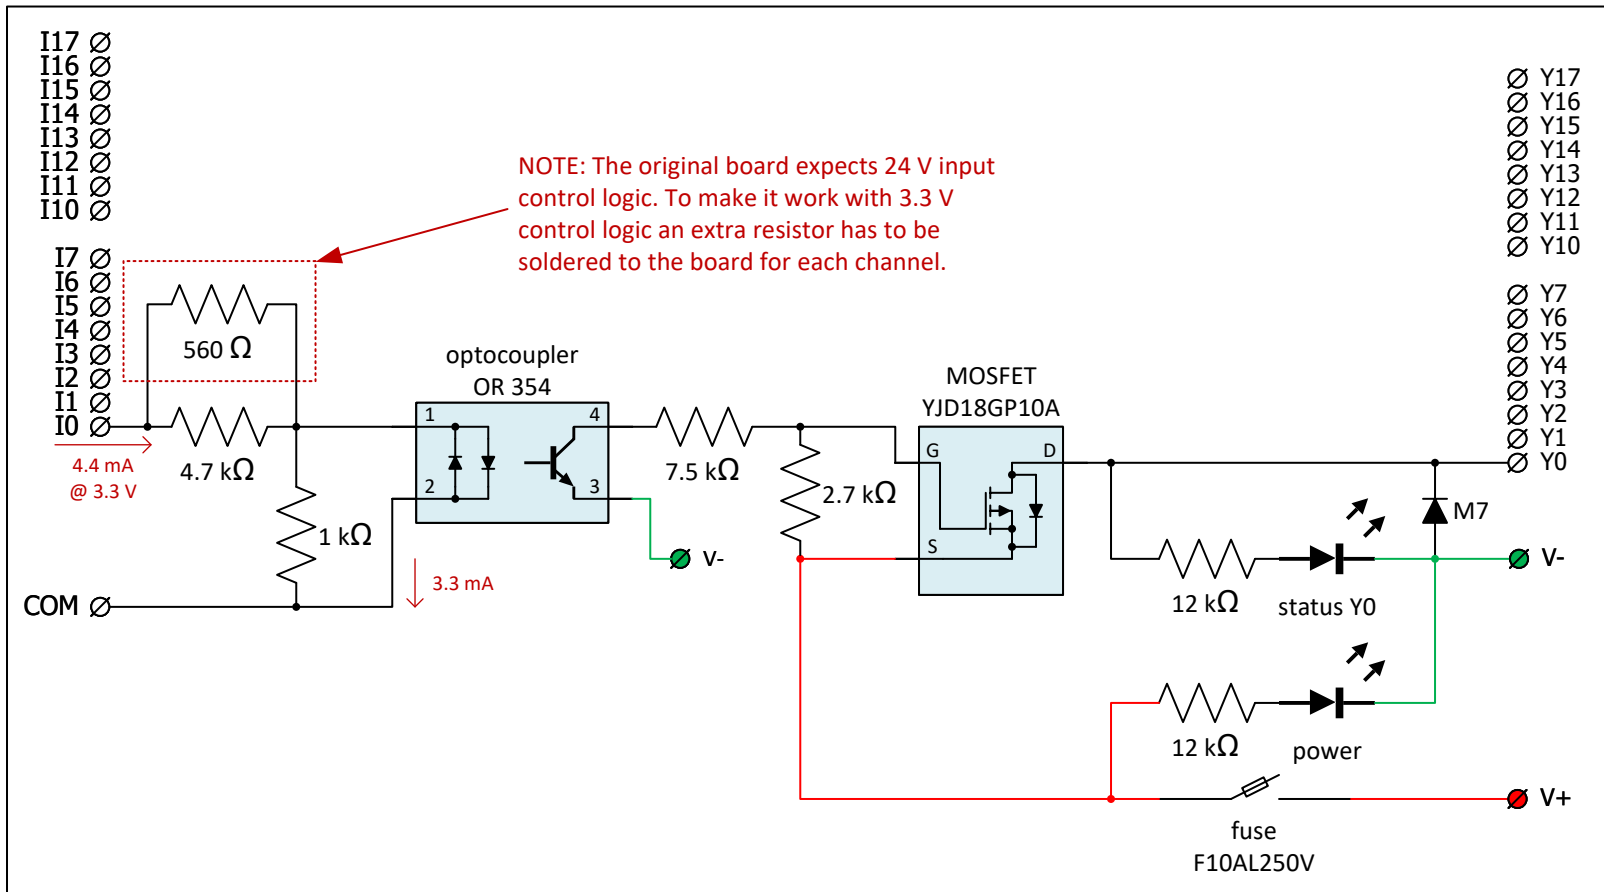 I17
I16
I15
I14
I13
I12
I11
I10
I7
I6
I5
I4
I3
I2
I1
I0
4.4 mA
@ 3.3 V
COM
560 Ω
4.7 kΩ
1 kΩ
3.3 mA
NOTE: The original board expects 24 V input
control logic. To make it work with 3.3 V
control logic an extra resistor has to be
soldered to the board for each channel.
optocoupler
OR 354
1
2
4
3
V-
7.5 kΩ
2.7 kΩ
MOSFET
YJD18GP10A
G
D
S
M7
12 kΩ
status Y0
12 kΩ
power
fuse
F10AL250V
Y17
Y16
Y15
Y14
Y13
Y12
Y11
Y10
Y7
Y6
Y5
Y4
Y3
Y2
Y1
Y0
V-
V+